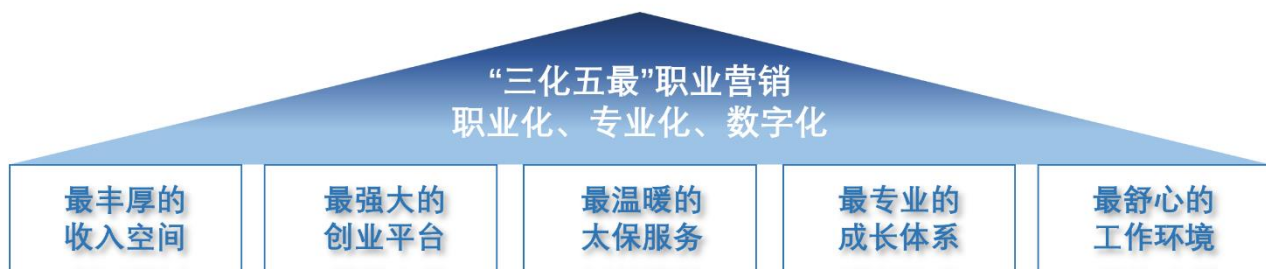 “三化五最”职业营销
职业化、专业化、数字化
最丰厚的
收入空间
最强大的
创业平台
最温暖的
太保服务
最专业的
成长体系
最舒心的
工作环境